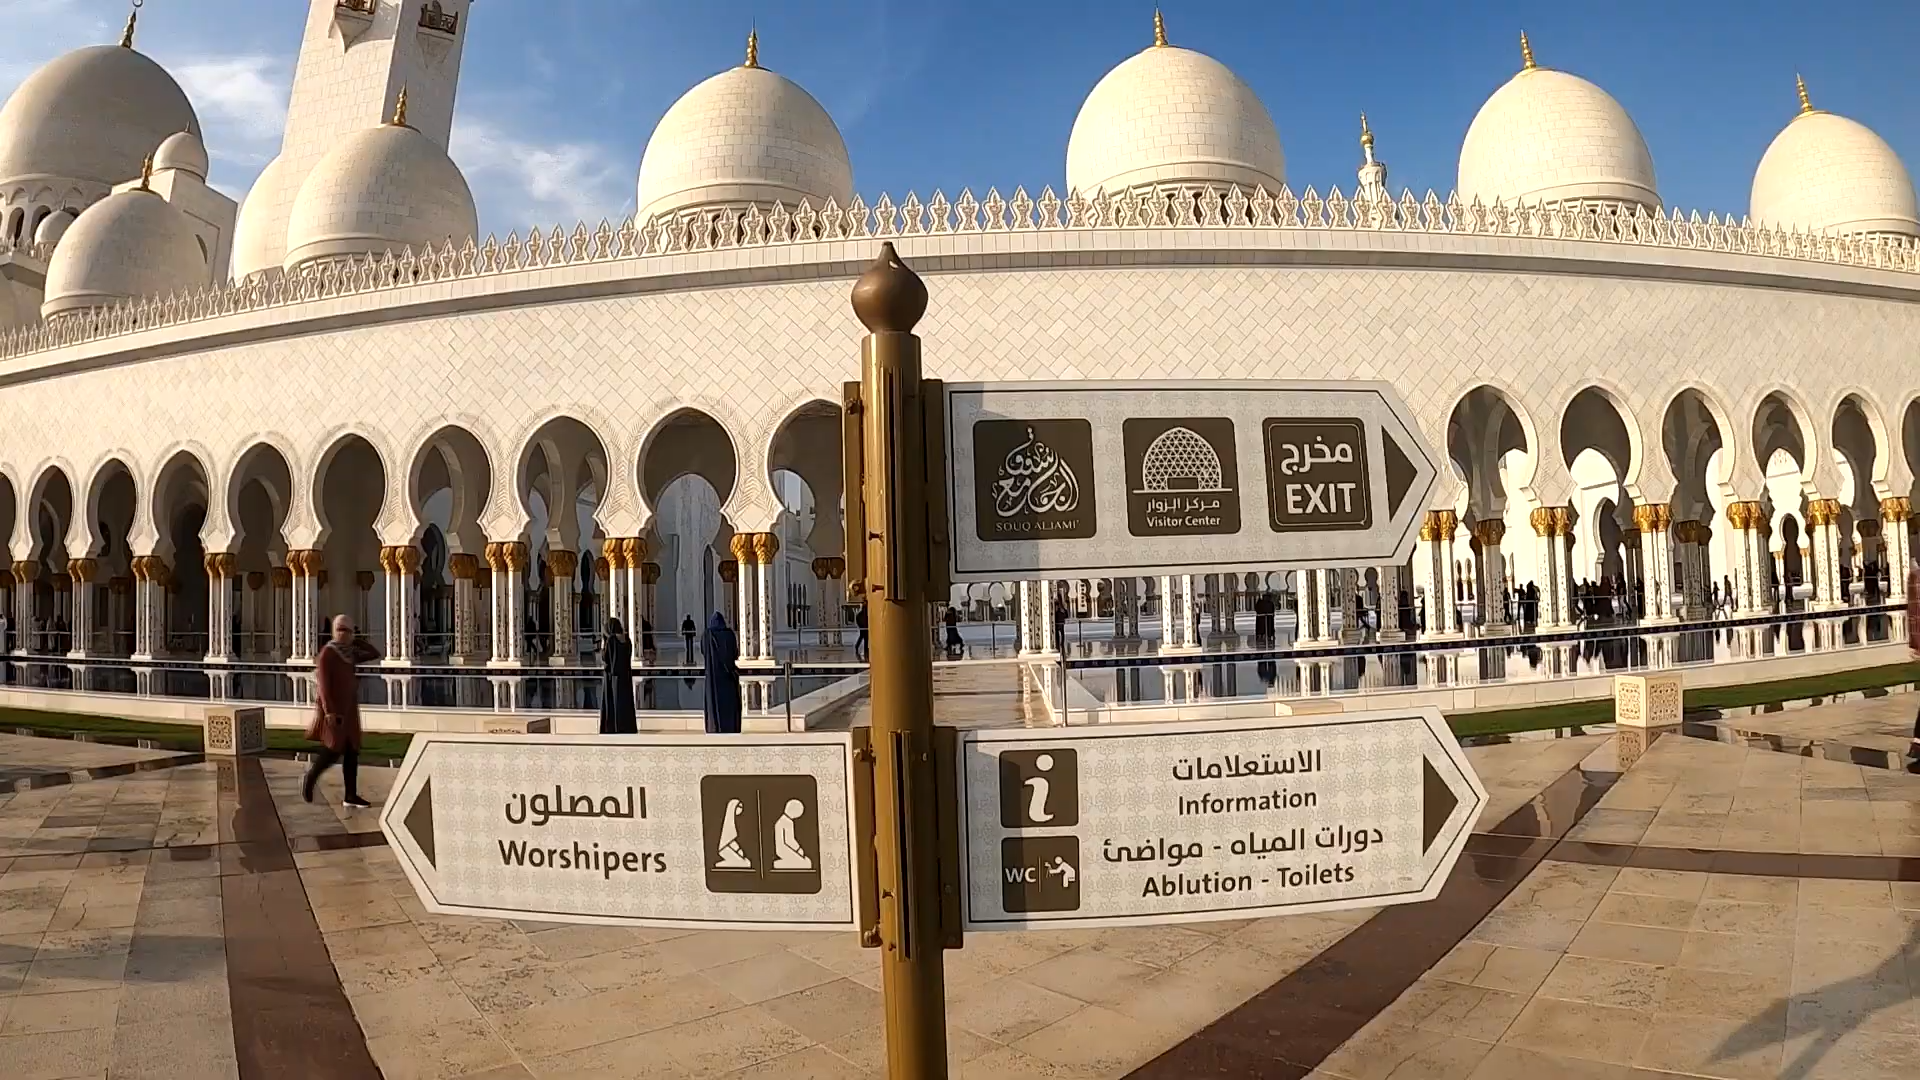 سوق الجامع
SOUQ ALJAMI'
مركز الزوار
Visitor Center
مخرج
EXIT
المصلون
Worshipers
الاستعلامات
Information
WC
دورات المياه - مواضئ
Ablution - Toilets